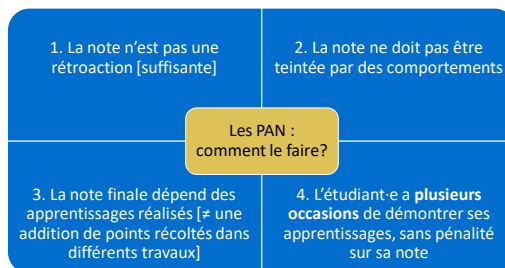 1. La note n'est pas une
rétroaction [suffisante]
2. La note ne doit pas être
teintée par des comportements
Les PAN :
comment le faire?
3. La note finale dépend des
apprentissages réalisés [≠ une
addition de points récoltés dans
différents travaux]
4. L'étudiant·e a plusieurs
occasions de démontrer ses
apprentissages, sans pénalité
sur sa note